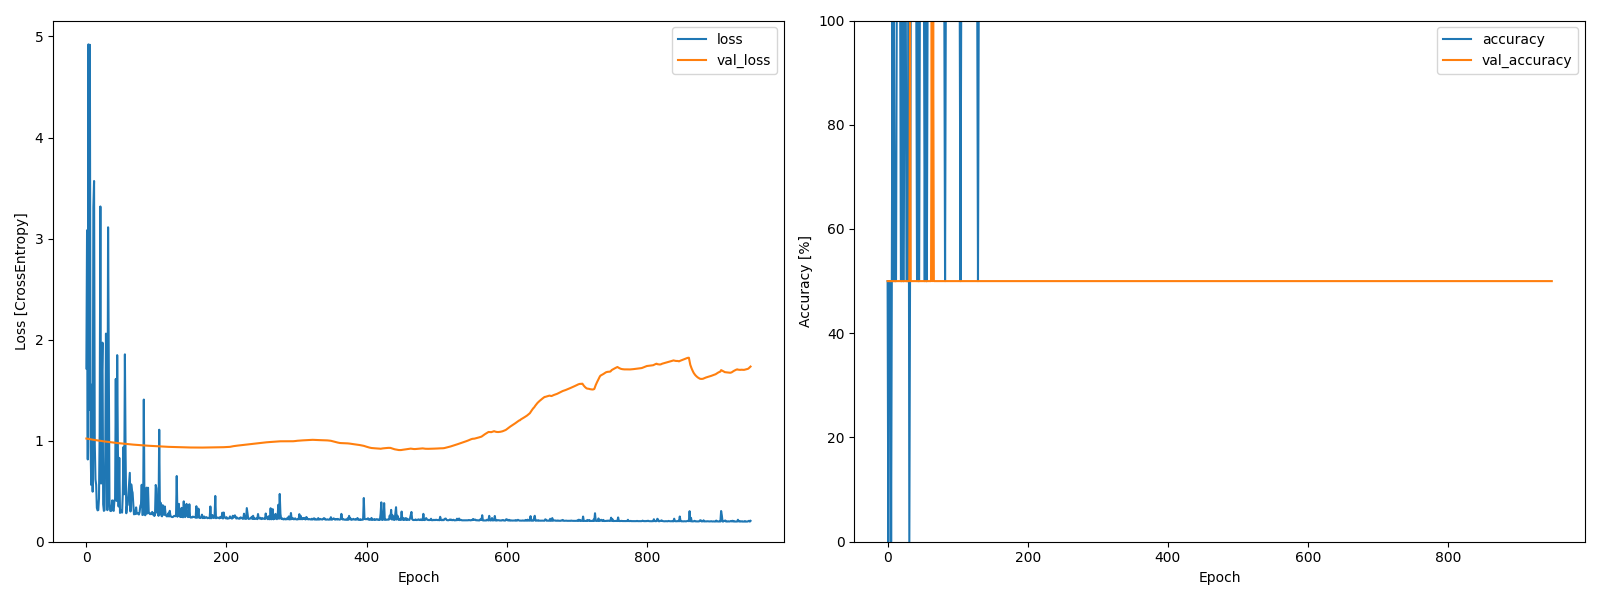 loss
val_loss
Loss [CrossEntropy]
5
4
3
2
1
0
0 200 400 600 800
Epoch
accuracy
val_accuracy
Accuracy [%]
100
80
60
40
20
0
0 200 400 600 800
Epoch